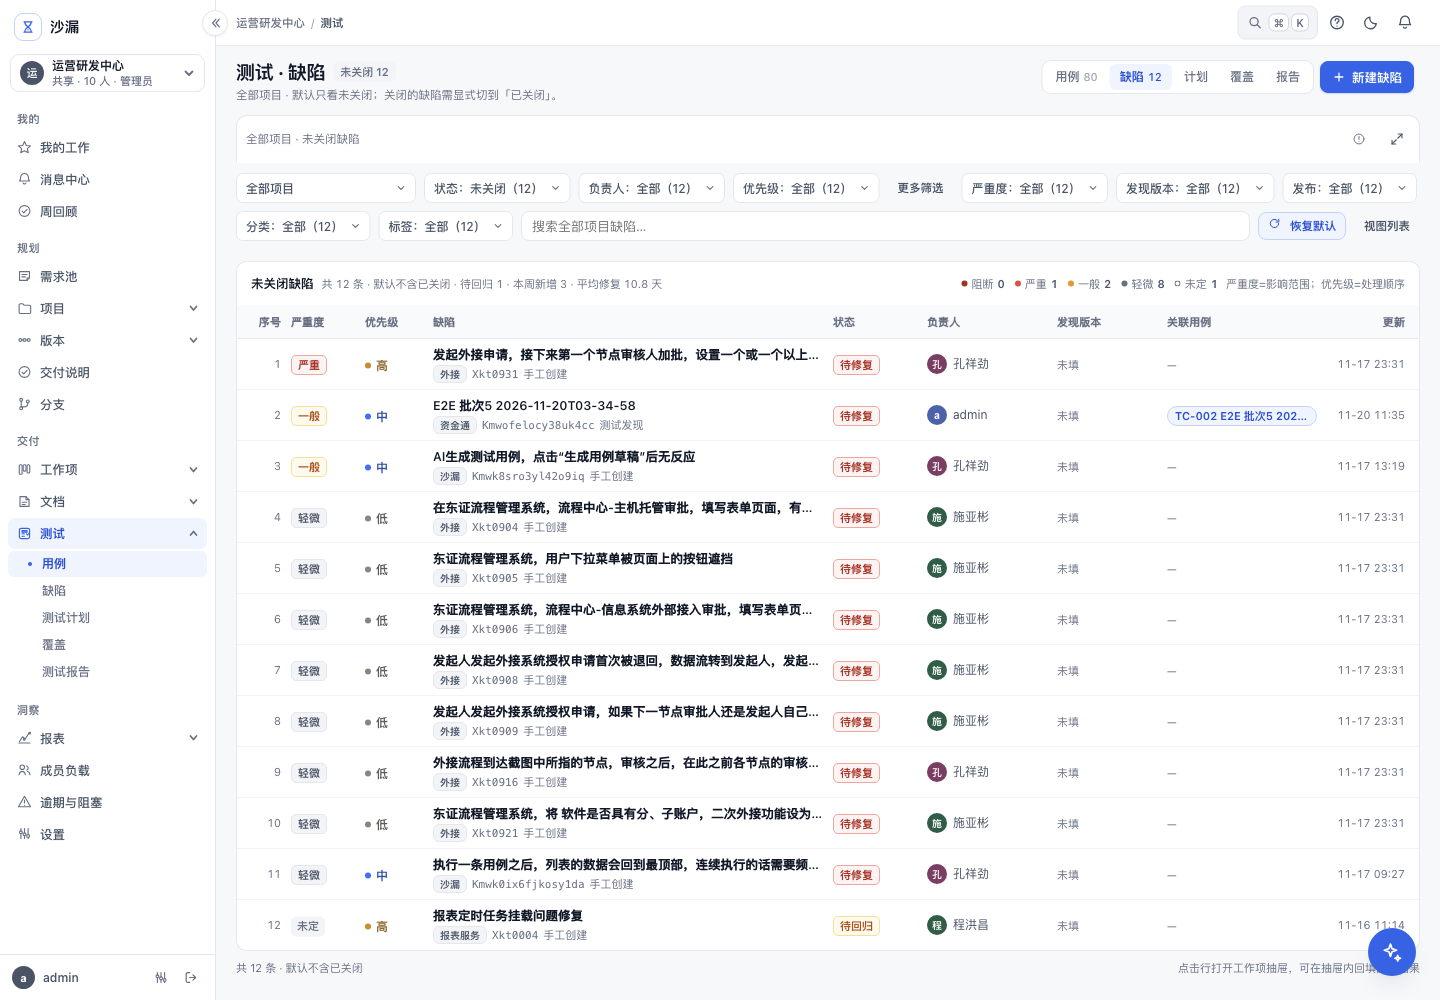 沙漏
运
运营研发中心
共享 · 10 人 · 管理员
我的
我的工作
消息中心
周回顾
规划
需求池
项目
版本
交付说明
分支
交付
工作项
文档
测试
用例
缺陷
测试计划
覆盖
测试报告
洞察
报表
成员负载
逾期与阻塞
设置
a admin
运营研发中心 / 测试
⌘ K
测试 · 缺陷 未关闭 12
全部项目 · 默认只看未关闭；关闭的缺陷需显式切到「已关闭」。
用例 80 缺陷 12 计划 覆盖 报告
+ 新建缺陷
全部项目 · 未关闭缺陷
全部项目 状态：未关闭（12） 负责人：全部（12） 优先级：全部（12） 更多筛选 严重度：全部（12） 发现版本：全部（12） 发布：全部（12）
分类：全部（12） 标签：全部（12） 搜索全部项目缺陷... 恢复默认 视图列表
未关闭缺陷 共 12 条 · 默认不含已关闭 · 待回归 1 · 本周新增 3 · 平均修复 10.8 天
阻断 0 严重 1 一般 2 轻微 8 未定 1 严重度=影响范围；优先级=处理顺序
序号 严重度 优先级 缺陷 状态 负责人 发现版本 关联用例 更新
1 严重 高 发起外接申请，接下来第一个节点审核人加批，设置一个或一个以上... 待修复 孔 孔祥劲 未填 — 11-17 23:31
外接 Xkt0931 手工创建
2 一般 中 E2E 批次5 2026-11-20T03-34-58 待修复 a admin 未填 TC-002 E2E 批次5 202... 11-20 11:35
资金通 Kmwofelocy38uk4cc 测试发现
3 一般 中 AI生成测试用例，点击“生成用例草稿”后无反应 待修复 孔 孔祥劲 未填 — 11-17 13:19
沙漏 Kmwk8sro3yl42o9iq 手工创建
4 轻微 低 在东证流程管理系统，流程中心-主机托管审批，填写表单页面，有... 待修复 施 施亚彬 未填 — 11-17 23:31
外接 Xkt0904 手工创建
5 轻微 低 东证流程管理系统，用户下拉菜单被页面上的按钮遮挡 待修复 施 施亚彬 未填 — 11-17 23:31
外接 Xkt0905 手工创建
6 轻微 低 东证流程管理系统，流程中心-信息系统外部接入审批，填写表单页... 待修复 施 施亚彬 未填 — 11-17 23:31
外接 Xkt0906 手工创建
7 轻微 低 发起人发起外接系统授权申请首次被退回，数据流转到发起人，发起... 待修复 施 施亚彬 未填 — 11-17 23:31
外接 Xkt0908 手工创建
8 轻微 低 发起人发起外接系统授权申请，如果下一节点审批人还是发起人自己... 待修复 施 施亚彬 未填 — 11-17 23:31
外接 Xkt0909 手工创建
9 轻微 低 外接流程到达截图中所指的节点，审核之后，在此之前各节点的审核... 待修复 孔 孔祥劲 未填 — 11-17 23:31
外接 Xkt0916 手工创建
10 轻微 低 东证流程管理系统，将 软件是否具有分、子账户，二次外接功能设为... 待修复 施 施亚彬 未填 — 11-17 23:31
外接 Xkt0921 手工创建
11 轻微 中 执行一条用例之后，列表的数据会回到最顶部，连续执行的话需要频... 待修复 孔 孔祥劲 未填 — 11-17 09:27
沙漏 Kmwk0ix6fjkosy1da 手工创建
12 未定 高 报表定时任务挂载问题修复 待回归 程 程洪昌 未填 — 11-16 11:14
报表服务 Xkt0004 手工创建
共 12 条 · 默认不含已关闭
点击行打开工作项抽屉，可在抽屉内回填 果